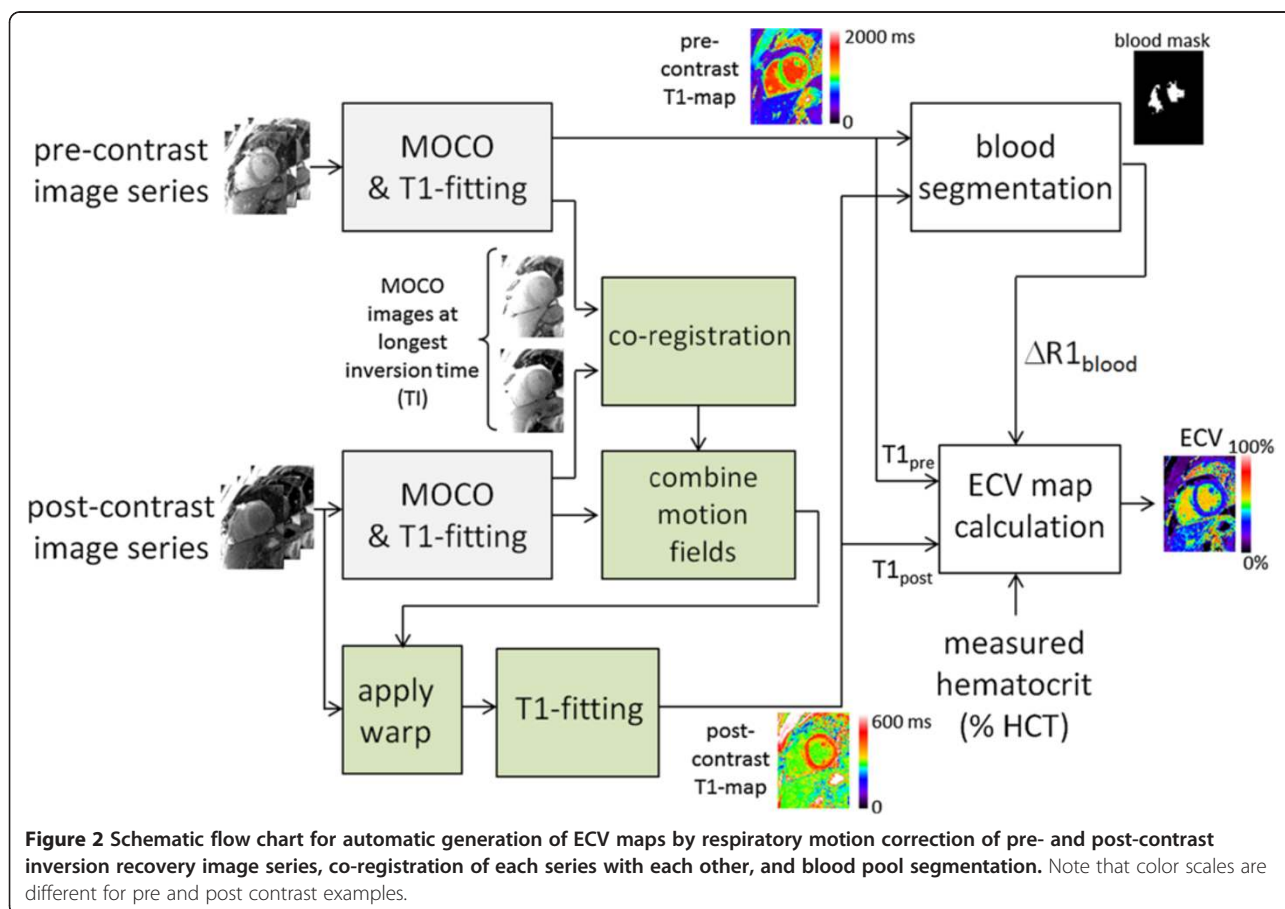 pre-
contrast
T1-map
2000 ms
0
blood mask
pre-contrast
image series
MOCO
& T1-fitting
blood
segmentation
MOCO
images at
longest
inversion time
(TI)
co-registration
ΔR1blood
post-contrast
image series
MOCO
& T1-fitting
combine
motion
fields
T1pre
T1post
ECV map
calculation
ECV
100%
0%
apply
warp
T1-fitting
measured
hematocrit
(% HCT)
post-
contrast
T1-map
600 ms
0
Figure 2 Schematic flow chart for automatic generation of ECV maps by respiratory motion correction of pre- and post-contrast
inversion recovery image series, co-registration of each series with each other, and blood pool segmentation. Note that color scales are
different for pre and post contrast examples.